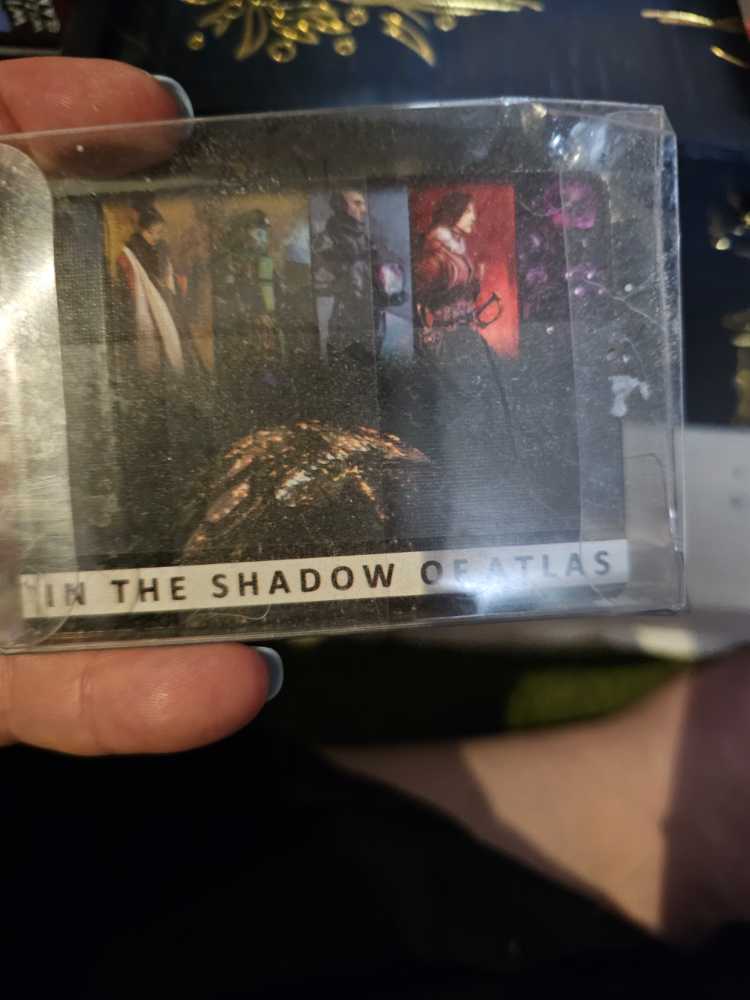 IN THE SHADOW OF ATLAS